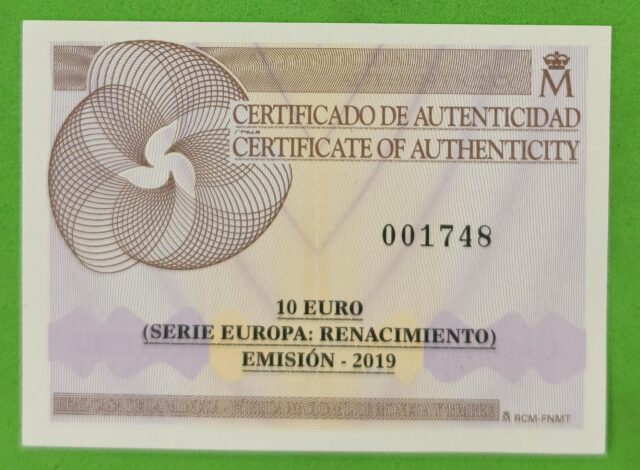 M
CERTIFICADO DE AUTENTICIDAD
CERTIFICATE OF AUTHENTICITY
001748
10 EURO
(SERIE EUROPA: RENACIMIENTO)
EMISIÓN - 2019
M RCM-FNMT